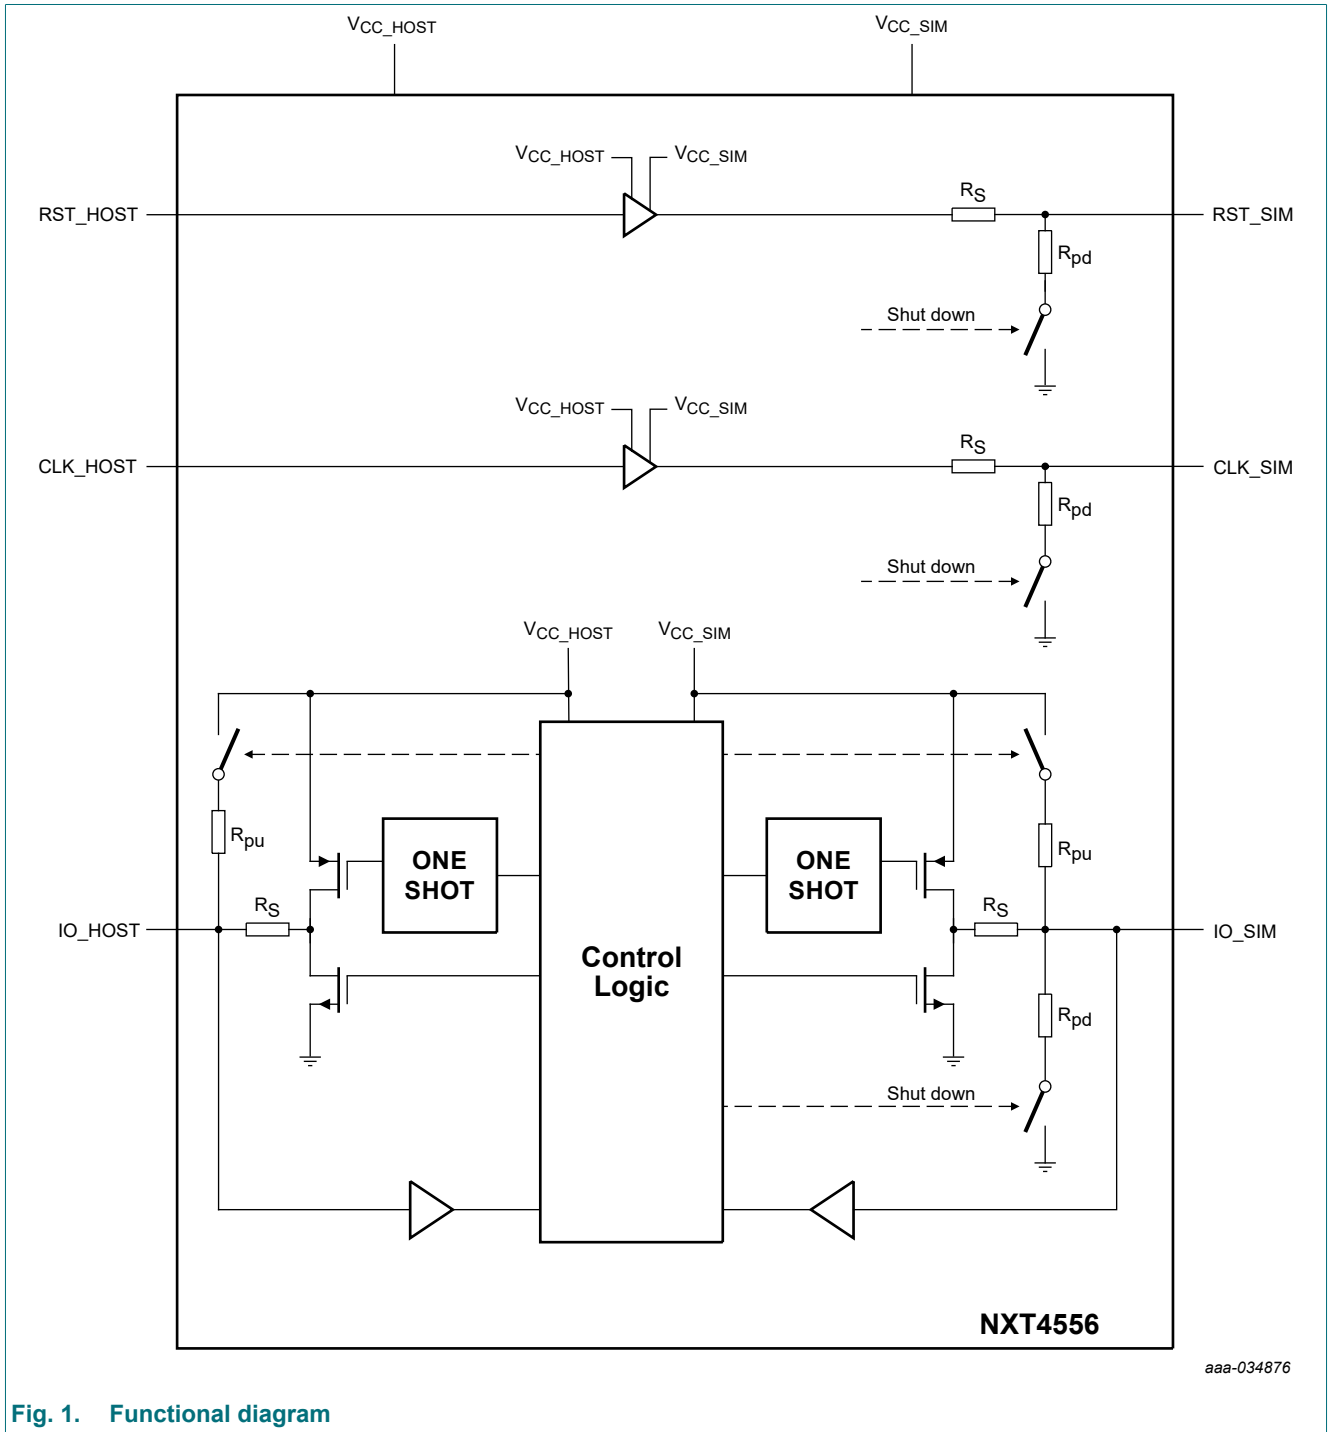 VCC_HOST
VCC_SIM
VCC_HOST
VCC_SIM
RS
RST_HOST
RST_SIM
Rpd
Shut down
VCC_HOST
VCC_SIM
RS
CLK_HOST
CLK_SIM
Rpd
Shut down
VCC_HOST
VCC_SIM
Rpu
ONE
SHOT
ONE
SHOT
Rpu
RS
RS
IO_HOST
IO_SIM
Control
Logic
Rpd
Shut down
NXT4556
aaa-034876
Fig. 1. Functional diagram